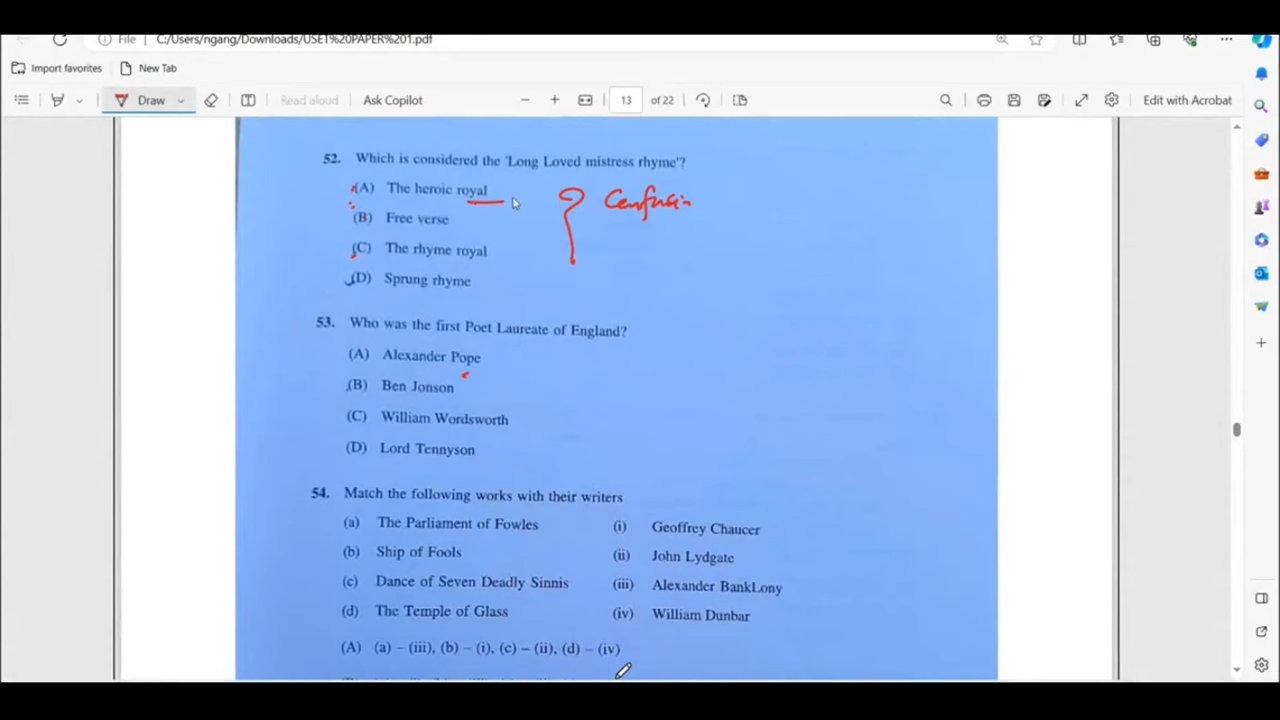 File C:/Users/ngang/Downloads/USET%20PAPER%201.pdf
Import favorites New Tab
Draw Read aloud Ask Copilot 13 of 22 Edit with Acrobat
52. Which is considered the 'Long Loved mistress rhyme'?
(A) The heroic royal
(B) Free verse
(C) The rhyme royal
(D) Sprung rhyme
53. Who was the first Poet Laureate of England?
(A) Alexander Pope
(B) Ben Jonson
(C) William Wordsworth
(D) Lord Tennyson
54. Match the following works with their writers
(a) The Parliament of Fowles (i) Geoffrey Chaucer
(b) Ship of Fools (ii) John Lydgate
(c) Dance of Seven Deadly Sinnis (iii) Alexander BankLony
(d) The Temple of Glass (iv) William Dunbar
(A) (a) – (iii), (b) – (i), (c) – (ii), (d) – (iv)